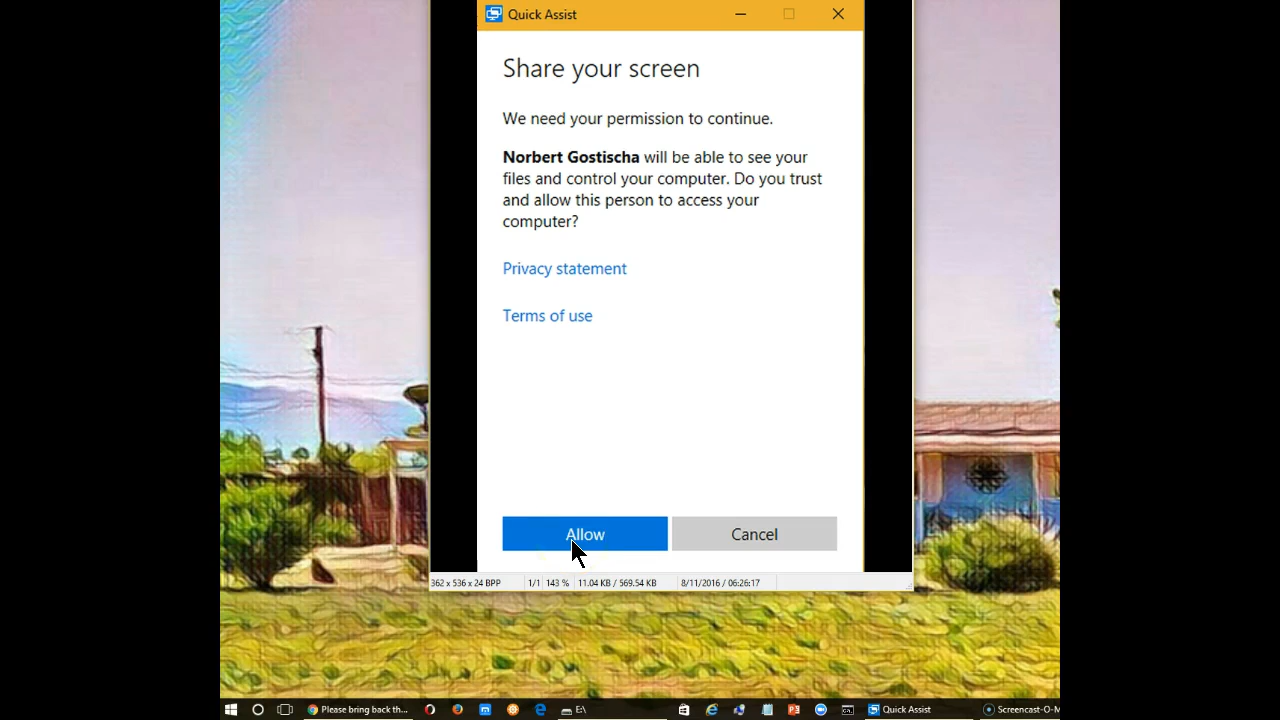 Quick Assist
Share your screen
We need your permission to continue.
Norbert Gostischa will be able to see your
files and control your computer. Do you trust
and allow this person to access your
computer?
Privacy statement
Terms of use
Allow
Cancel
362 x 536 x 24 BPP
1/1
143 %
11.04 KB / 569.54 KB
8/11/2016 / 06:26:17
Please bring back th...
E:\
Quick Assist
Screencast-O-M